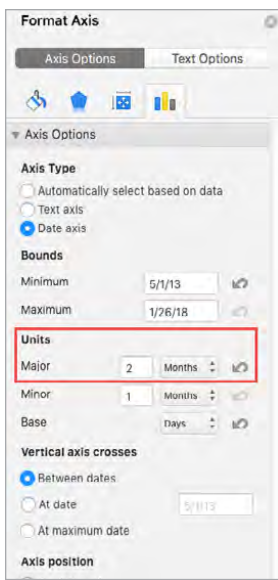 Format Axis
Axis Options Text Options
Axis Options
Axis Type
Automatically select based on data
Text axis
Date axis
Bounds
Minimum 5/1/13
Maximum 1/26/18
Units
Major 2 Months
Minor 1 Months
Base Days
Vertical axis crosses
Between dates
At date 5/1/13
At maximum date
Axis position